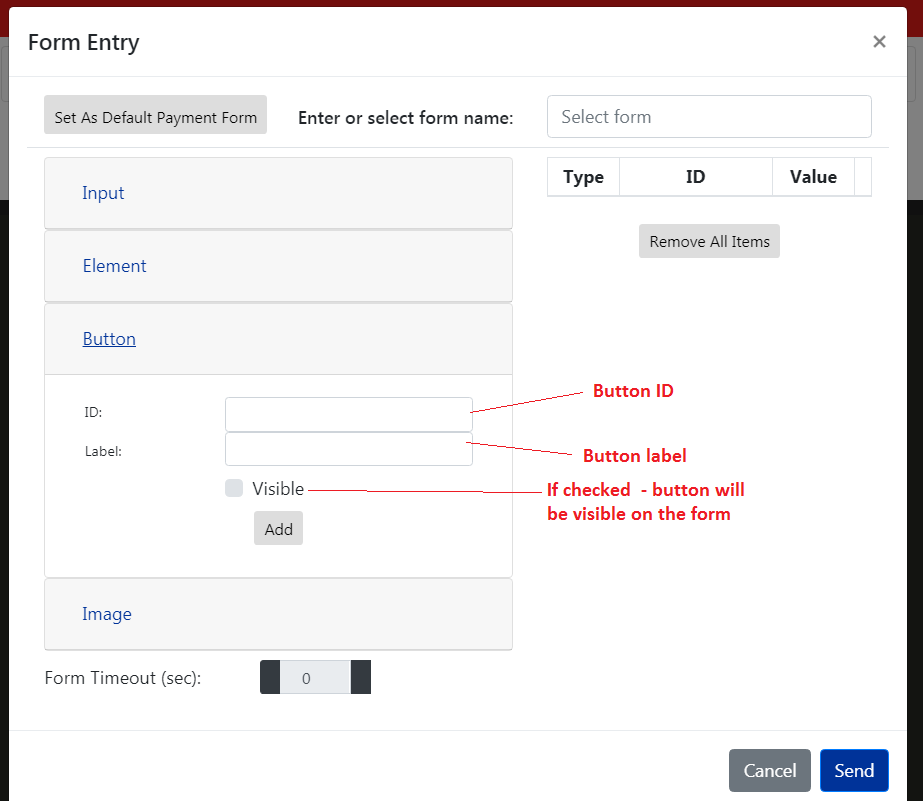 Form Entry
×
Set As Default Payment Form
Enter or select form name:
Select form
Input
Type ID Value
Remove All Items
Element
Button
ID:
Button ID
Label:
Button label
Visible
If checked - button will
be visible on the form
Add
Image
Form Timeout (sec):
0
Cancel
Send